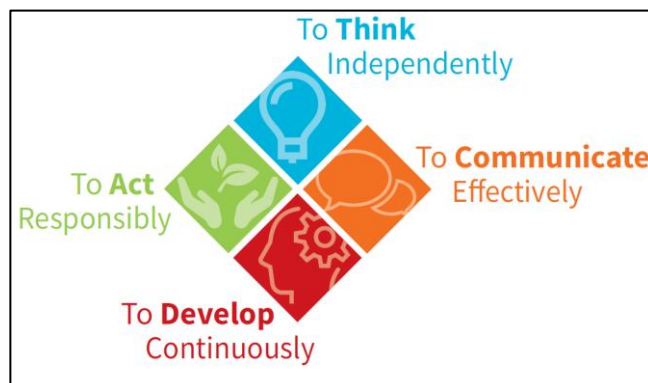 To Think
Independently
To Communicate
Effectively
To Act
Responsibly
To Develop
Continuously